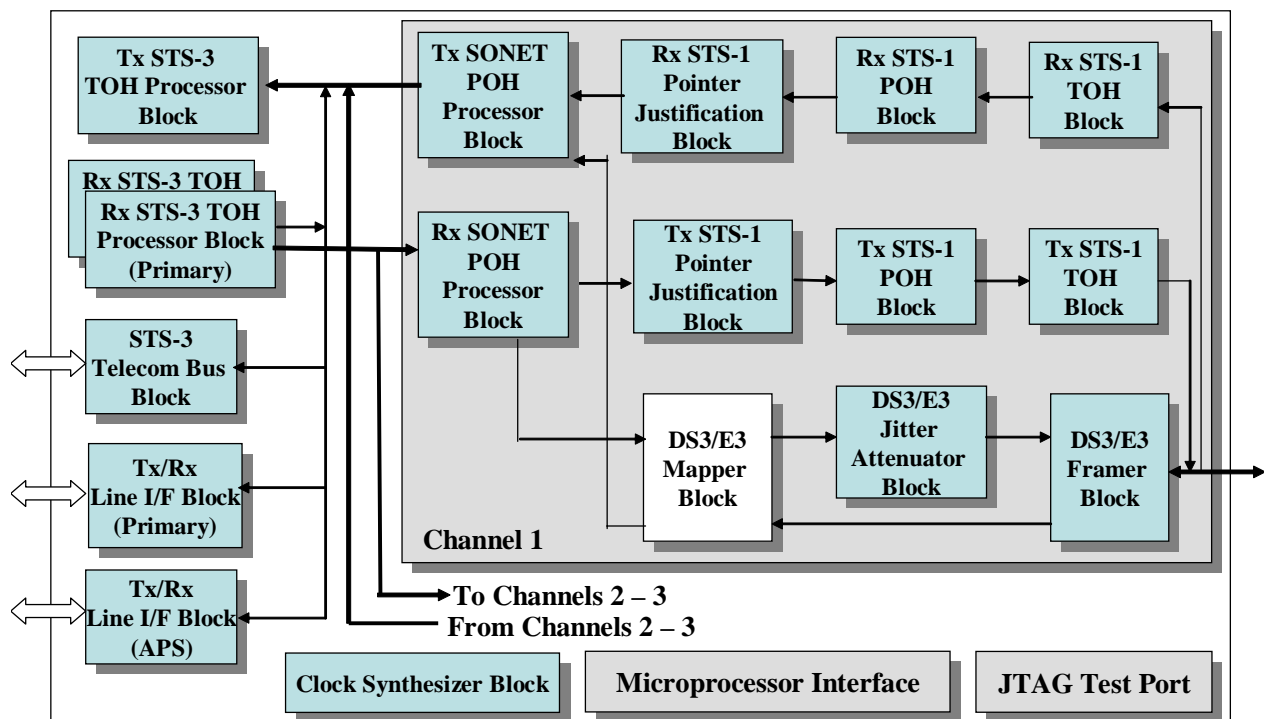 Tx STS-3
TOH Processor
Block
Tx SONET
POH
Processor
Block
Rx STS-1
Pointer
Justification
Block
Rx STS-1
POH
Block
Rx STS-1
TOH
Block
Rx STS-3 TOH
Rx STS-3 TOH
Processor Block
(Primary)
Rx SONET
POH
Processor
Block
Tx STS-1
Pointer
Justification
Block
Tx STS-1
POH
Block
Tx STS-1
TOH
Block
STS-3
Telecom Bus
Block
DS3/E3
Mapper
Block
DS3/E3
Jitter
Attenuator
Block
DS3/E3
Framer
Block
Tx/Rx
Line I/F Block
(Primary)
Channel 1
Tx/Rx
Line I/F Block
(APS)
To Channels 2 – 3
From Channels 2 – 3
Clock Synthesizer Block
Microprocessor Interface
JTAG Test Port